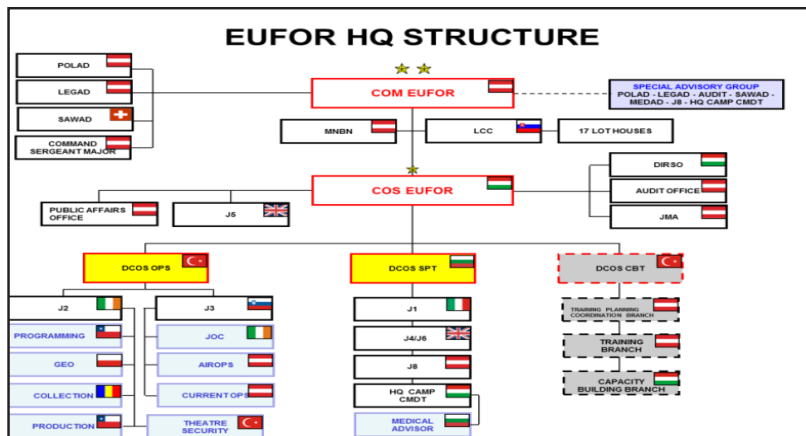 EUFOR HQ STRUCTURE
POLAD
LEGAD
SAWAD
COMMAND
SERGEANT MAJOR
COM EUFOR
SPECIAL ADVISORY GROUP
POLAD - LEGAD - AUDIT - SAWAD -
MEDAD - J8 - HQ CAMP CMDT
MNBN
LCC
17 LOT HOUSES
COS EUFOR
DIRSO
AUDIT OFFICE
JMA
PUBLIC AFFAIRS
OFFICE
J5
DCOS OPS
DCOS SPT
DCOS CBT
J2
J3
J1
TRAINING PLANNING
COORDINATION BRANCH
PROGRAMMING
JOC
J4/J6
TRAINING
BRANCH
GEO
AIROPS
J8
CAPACITY
BUILDING BRANCH
COLLECTION
CURRENT OPS
HQ CAMP
CMDT
PRODUCTION
THEATRE
SECURITY
MEDICAL
ADVISOR